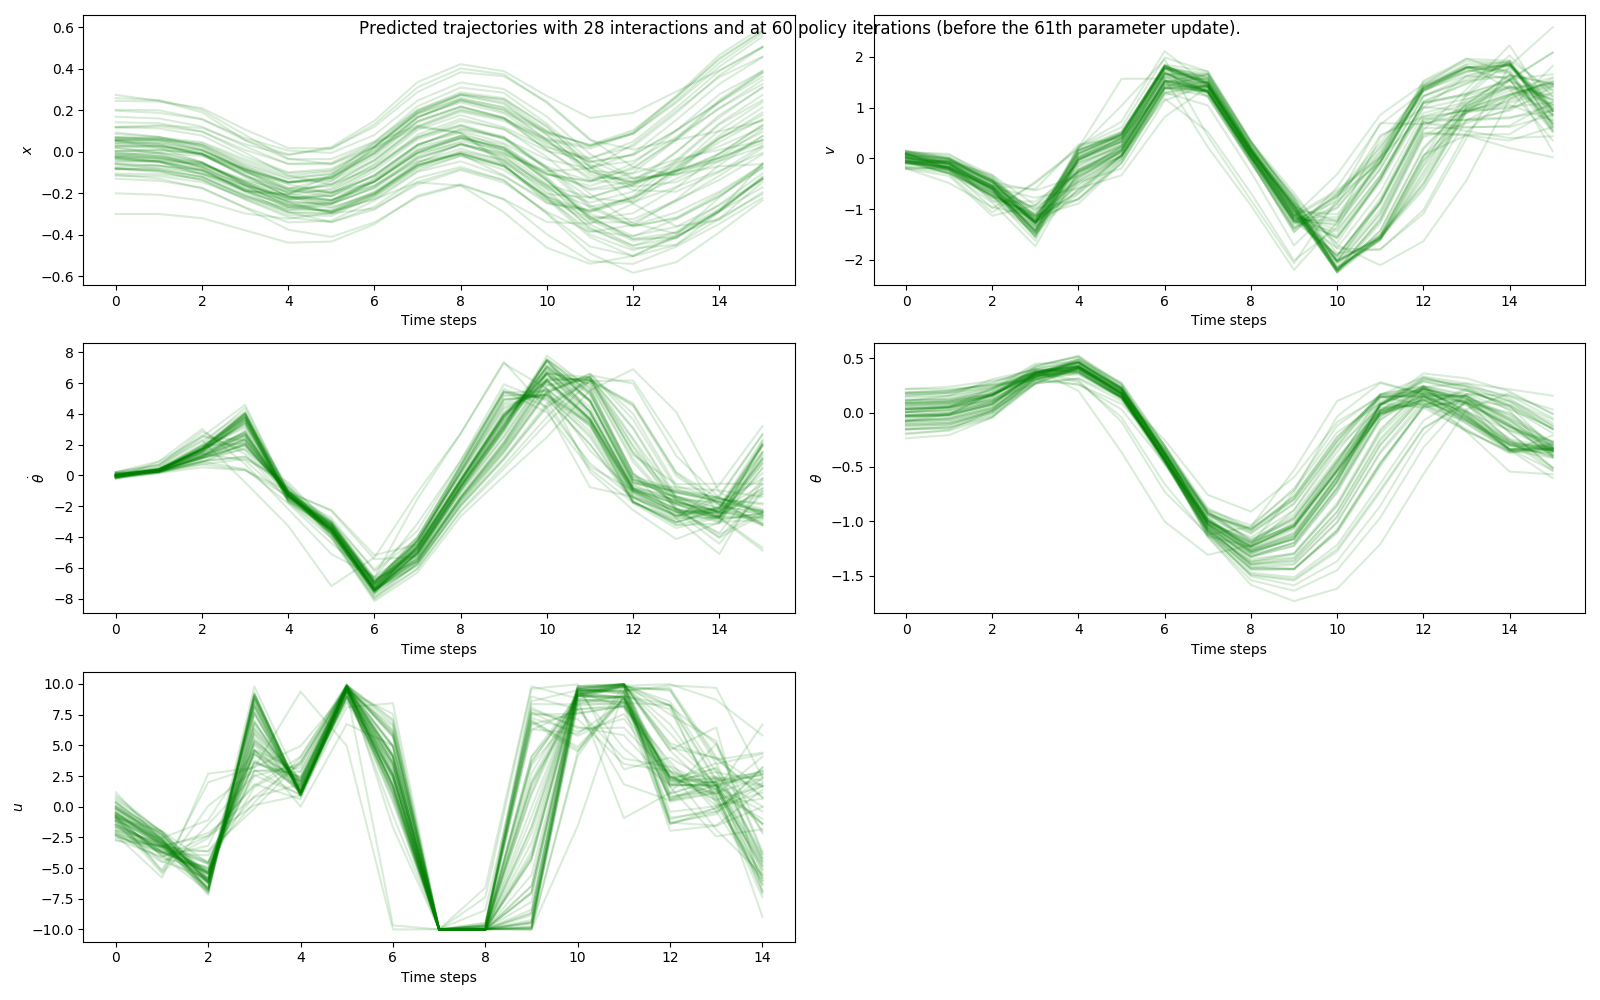 Predicted trajectories with 28 interactions and at 60 policy iterations (before the 61th parameter update).
0.6
0.4
0.2
0.0
−0.2
−0.4
−0.6
x
0 2 4 6 8 10 12 14
Time steps
2
1
0
−1
−2
v
0 2 4 6 8 10 12 14
Time steps
8
6
4
2
0
−2
−4
−6
−8
θ̇
0 2 4 6 8 10 12 14
Time steps
0.5
0.0
−0.5
−1.0
−1.5
θ
0 2 4 6 8 10 12 14
Time steps
10.0
7.5
5.0
2.5
0.0
−2.5
−5.0
−7.5
−10.0
u
0 2 4 6 8 10 12 14
Time steps